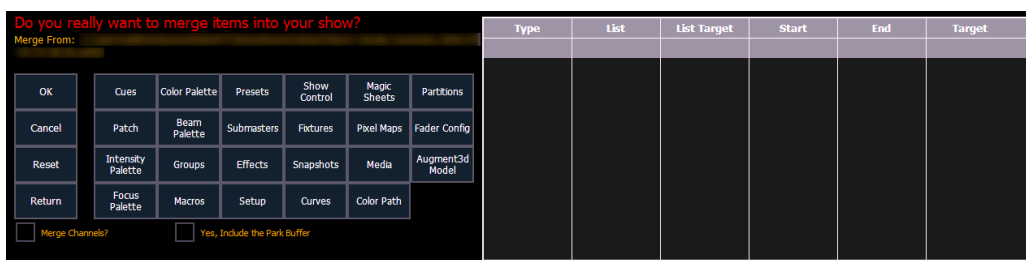 Do you really want to merge items into your show?
Merge From:
Type List List Target Start End Target
OK Cues Color Palette Presets Show Control Magic Sheets Partitions
Cancel Patch Beam Palette Submasters Fixtures Pixel Maps Fader Config
Reset Intensity Palette Groups Effects Snapshots Media Augment3d Model
Return Focus Palette Macros Setup Curves Color Path
Merge Channels? Yes, Include the Park Buffer